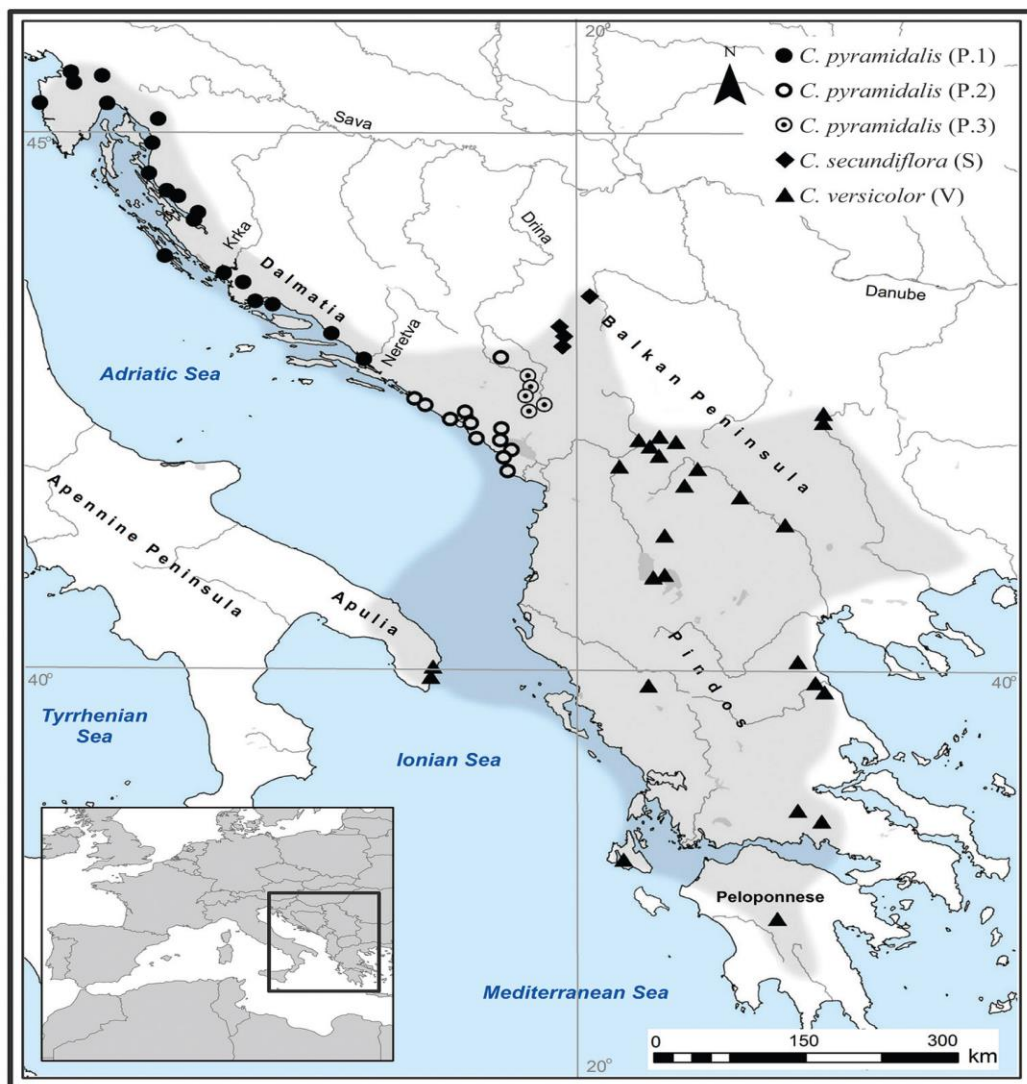 20°
N
C. pyramidalis (P.1)
C. pyramidalis (P.2)
C. pyramidalis (P.3)
C. secundiflora (S)
C. versicolor (V)
45°
Sava
Krka
Drina
Dalmatia
Neretva
Danube
Balkan Peninsula
Adriatic Sea
Apennine Peninsula
Apulia
Pindos
40°
40°
Tyrrhenian
Sea
Ionian Sea
Peloponnese
Mediterranean Sea
0 150 300
km
20°